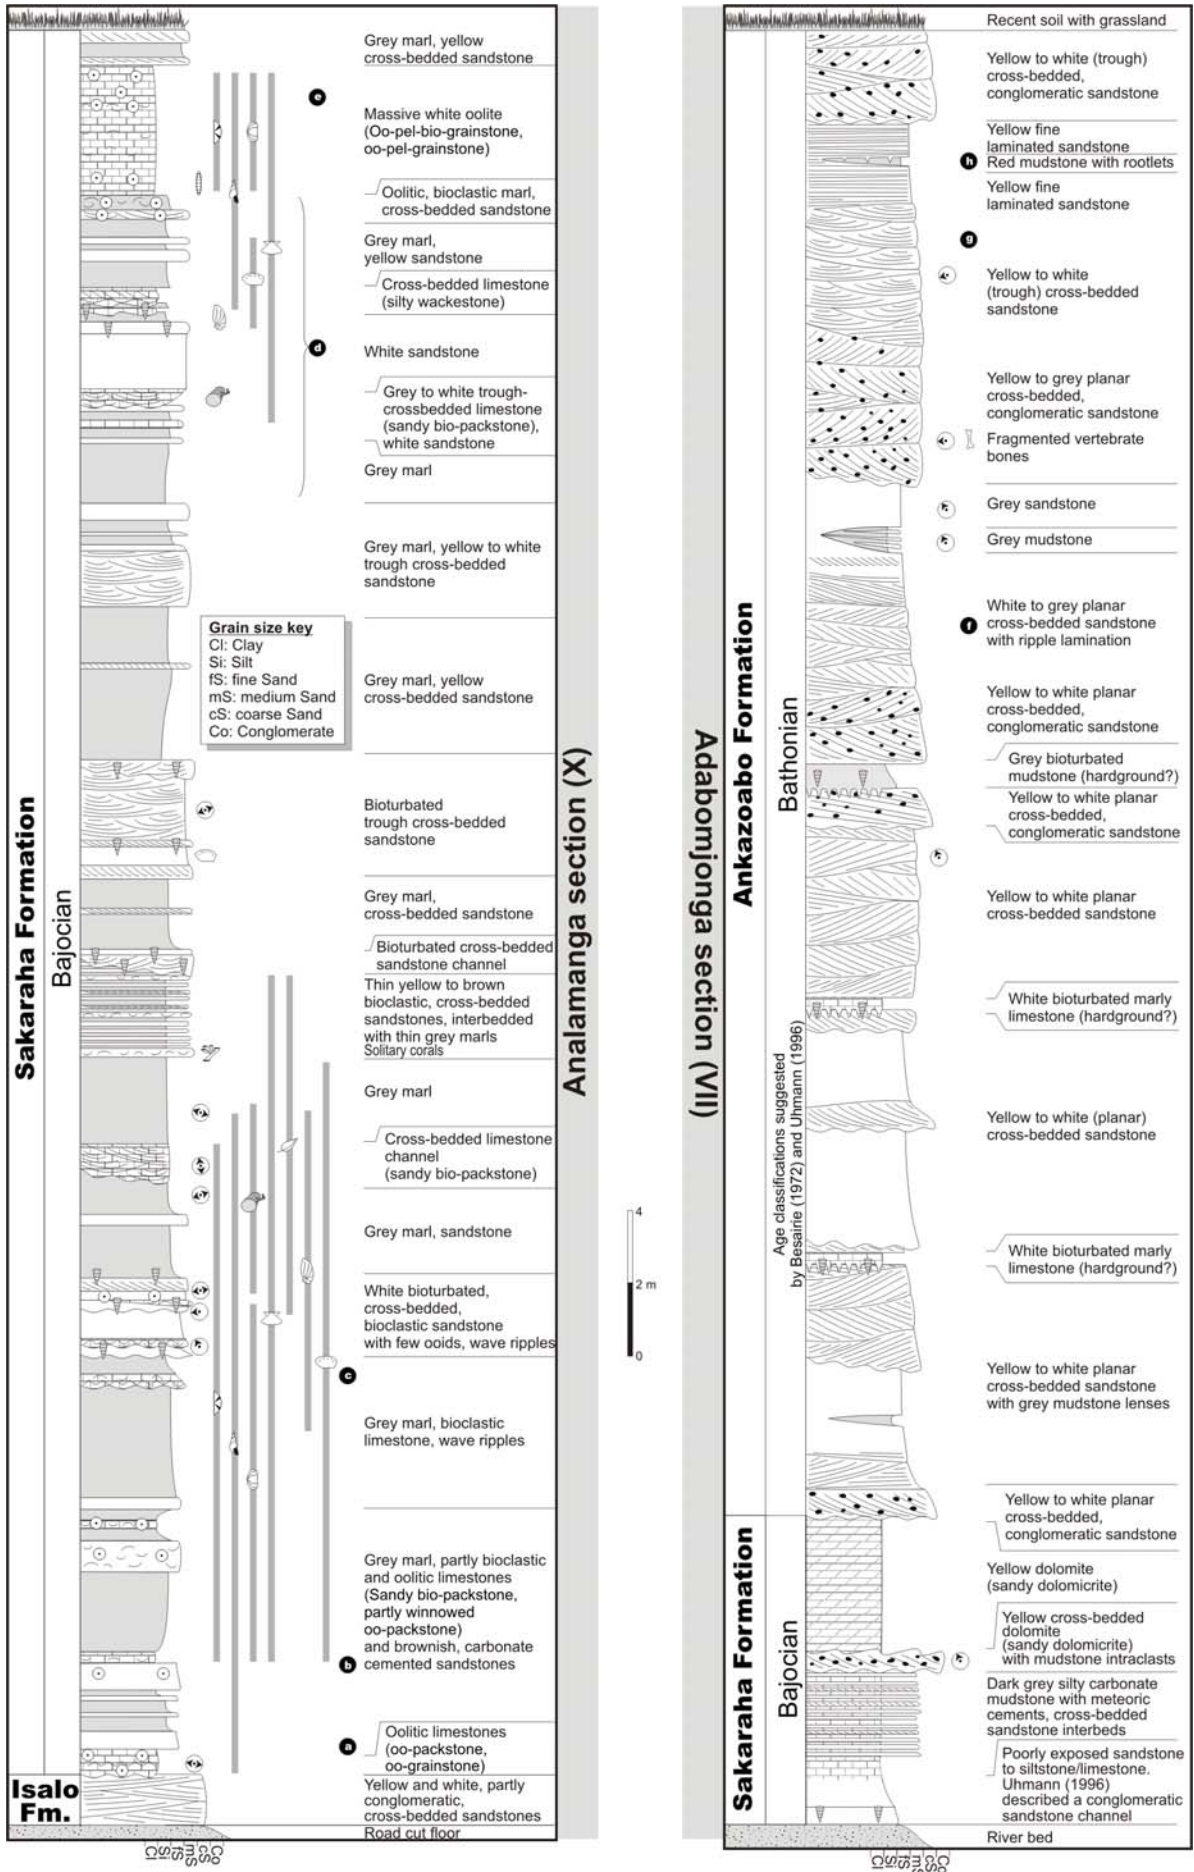 Grey marl, yellow
cross-bedded sandstone
e
Massive white oolite
(Oo-pel-bio-grainstone,
oo-pel-grainstone)
Oolitic, bioclastic marl,
cross-bedded sandstone
Grey marl,
yellow sandstone
Cross-bedded limestone
(silty wackestone)
d
White sandstone
Grey to white trough-
crossbedded limestone
(sandy bio-packstone),
white sandstone
Grey marl
Grey marl, yellow to white
trough cross-bedded
sandstone
Grain size key
Cl: Clay
Si: Silt
fS: fine Sand
mS: medium Sand
cS: coarse Sand
Co: Conglomerate
Grey marl, yellow
cross-bedded sandstone
Bioturbated
trough cross-bedded
sandstone
Grey marl,
cross-bedded sandstone
Bioturbated cross-bedded
sandstone channel
Thin yellow to brown
bioclastic, cross-bedded
sandstones, interbedded
with thin grey marls
Solitary corals
Grey marl
Cross-bedded limestone
channel
(sandy bio-packstone)
Grey marl, sandstone
White bioturbated,
cross-bedded,
bioclastic sandstone
with few ooids, wave ripples
c
Grey marl, bioclastic
limestone, wave ripples
Grey marl, partly bioclastic
and oolitic limestones
(Sandy bio-packstone,
partly winnowed
oo-packstone)
and brownish, carbonate
b
cemented sandstones
a
Oolitic limestones
(oo-packstone,
oo-grainstone)
Yellow and white, partly
conglomeratic,
cross-bedded sandstones
Road cut floor
Sakaraha Formation
Bajocian
Isalo
Fm.
Cl
Si
fS
mS
cS
Co
Analamanga section (X)
4
2 m
0
Adabomjonga section (VII)
Ankazoabo Formation
Bathonian
Age classifications suggested
by Besairie (1972) and Uhmann (1996)
Sakaraha Formation
Bajocian
Recent soil with grassland
Yellow to white (trough)
cross-bedded,
conglomeratic sandstone
Yellow fine
laminated sandstone
h
Red mudstone with rootlets
Yellow fine
laminated sandstone
g
Yellow to white
(trough) cross-bedded
sandstone
Yellow to grey planar
cross-bedded,
conglomeratic sandstone
Fragmented vertebrate
bones
Grey sandstone
Grey mudstone
f
White to grey planar
cross-bedded sandstone
with ripple lamination
Yellow to white planar
cross-bedded,
conglomeratic sandstone
Grey bioturbated
mudstone (hardground?)
Yellow to white planar
cross-bedded,
conglomeratic sandstone
Yellow to white planar
cross-bedded sandstone
White bioturbated marly
limestone (hardground?)
Yellow to white (planar)
cross-bedded sandstone
White bioturbated marly
limestone (hardground?)
Yellow to white planar
cross-bedded sandstone
with grey mudstone lenses
Yellow to white planar
cross-bedded,
conglomeratic sandstone
Yellow dolomite
(sandy dolomicrite)
Yellow cross-bedded
dolomite
(sandy dolomicrite)
with mudstone intraclasts
Dark grey silty carbonate
mudstone with meteoric
cements, cross-bedded
sandstone interbeds
Poorly exposed sandstone
to siltstone/limestone.
Uhmann (1996)
described a conglomeratic
sandstone channel
River bed
Cl
Si
fS
mS
cS
Co